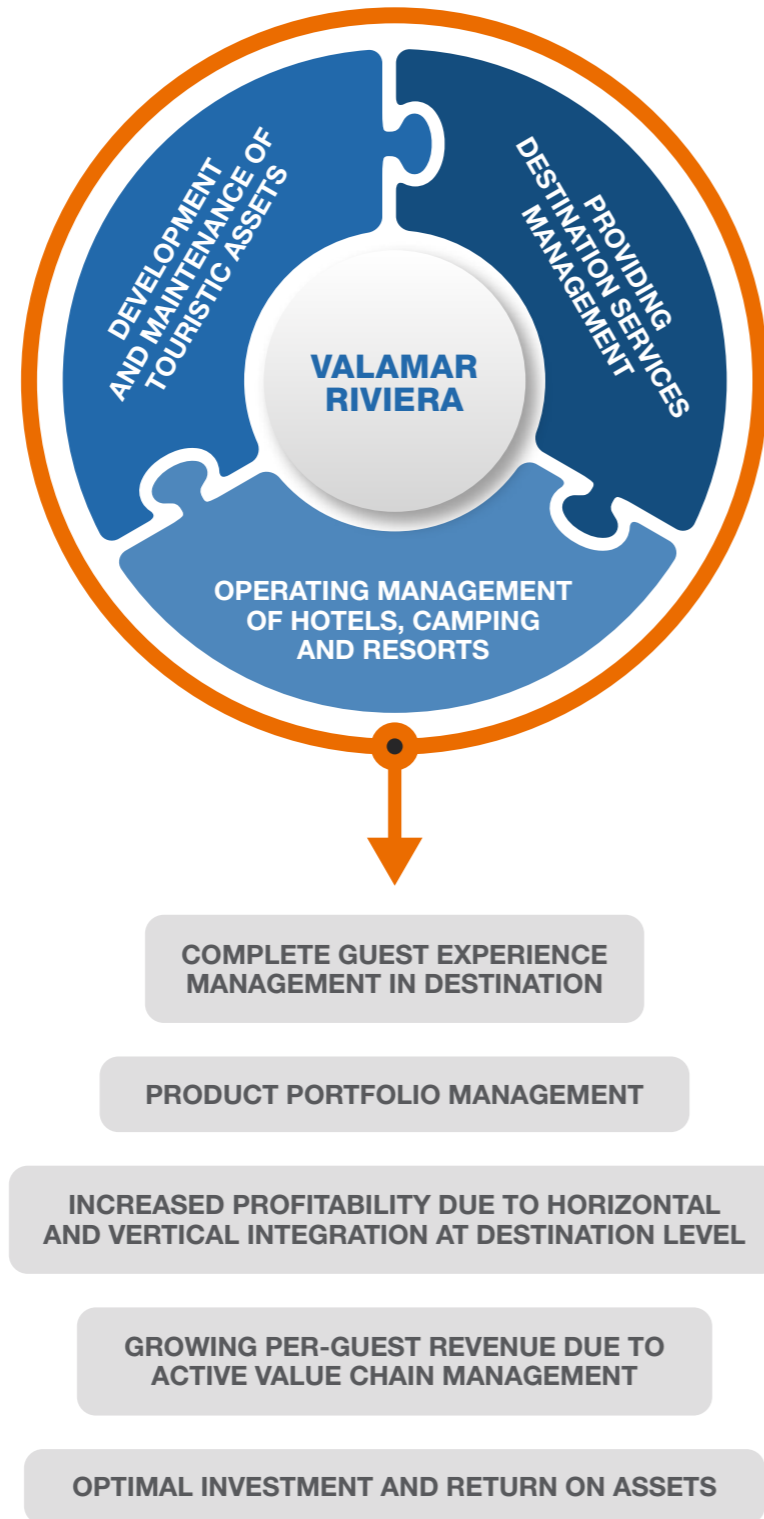 DEVELOPMENT
AND MAINTENANCE OF
TOURISTIC ASSETS
PROVIDING
DESTINATION SERVICES
MANAGEMENT
VALAMAR
RIVIERA
OPERATING MANAGEMENT
OF HOTELS, CAMPING
AND RESORTS
COMPLETE GUEST EXPERIENCE
MANAGEMENT IN DESTINATION
PRODUCT PORTFOLIO MANAGEMENT
INCREASED PROFITABILITY DUE TO HORIZONTAL
AND VERTICAL INTEGRATION AT DESTINATION LEVEL
GROWING PER-GUEST REVENUE DUE TO
ACTIVE VALUE CHAIN MANAGEMENT
OPTIMAL INVESTMENT AND RETURN ON ASSETS